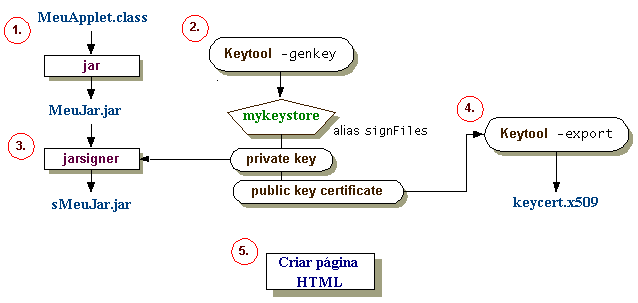 1.
MeuApplet.class
jar
MeuJar.jar
3.
jarsigner
sMeuJar.jar
2.
Keytool -genkey
mykeystore
alias signFiles
private key
public key certificate
4.
Keytool -export
keycert.x509
5.
Criar página
HTML